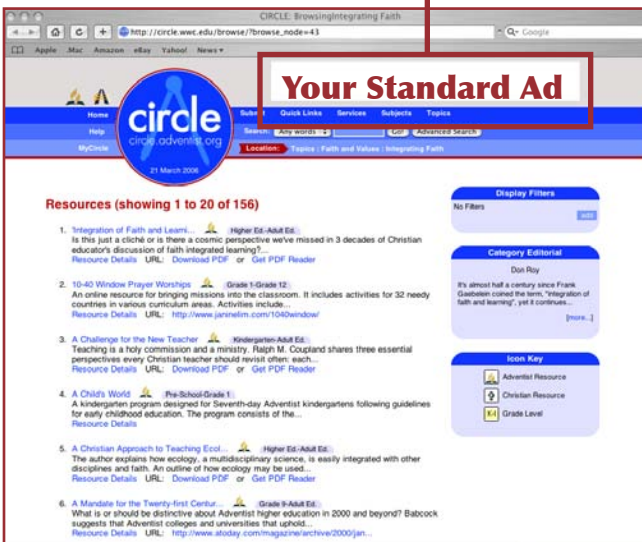 CIRCLE: BrowsingIntegrating Faith
http://circle.wwc.edu/browse/?browse_node=43
Q- Google
Apple .Mac Amazon eBay Yahoo! News
Your Standard Ad
Home
Help
MyCircle
circle
circle.adventist.org
21 March 2006
Submit Quick Links Services Subjects Topics
Search: Any words Go! Advanced Search
Location: Topics : Faith and Values : Integrating Faith
Resources (showing 1 to 20 of 156)
1. 'Integration of Faith and Learni... Higher Ed.-Adult Ed.
Is this just a cliché or is there a cosmic perspective we've missed in 3 decades of Christian
educator's discussion of faith integrated learning?...
Resource Details URL: Download PDF or Get PDF Reader
2. 10-40 Window Prayer Worships Grade 1-Grade 12
An online resource for bringing missions into the classroom. It includes activities for 32 needy
countries in various curriculum areas. Activities include...
Resource Details URL: http://www.janinelim.com/1040window/
3. A Challenge for the New Teacher Kindergarten-Adult Ed.
Teaching is a holy commission and a ministry. Ralph M. Coupland shares three essential
perspectives every Christian teacher should revisit often: each...
Resource Details URL: Download PDF or Get PDF Reader
4. A Child's World Pre-School-Grade 1
A kindergarten program designed for Seventh-day Adventist kindergartens following guidelines
for early childhood education. The program consists of the...
Resource Details
5. A Christian Approach to Teaching Ecol... Higher Ed.-Adult Ed.
The author explains how ecology, a multidisciplinary science, is easily integrated with other
disciplines and faith. An outline of how ecology may be used...
Resource Details URL: Download PDF or Get PDF Reader
6. A Mandate for the Twenty-first Centur... Grade 9-Adult Ed.
What is or should be distinctive about Adventist higher education in 2000 and beyond? Babcock
suggests that Adventist colleges and universities that uphold...
Resource Details URL: http://www.atoday.com/magazine/archive/2000/jan...
Display Filters
No Filters
add
Category Editorial
Don Roy
It's almost half a century since Frank
Gaebelein coined the term, "integration of
faith and learning", yet it continues...
[more...]
Icon Key
Adventist Resource
Christian Resource
K-I Grade Level